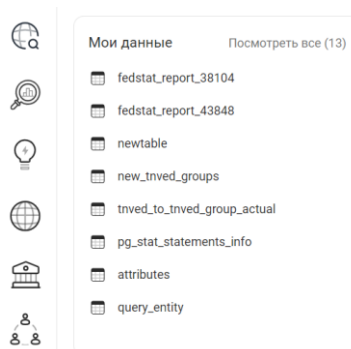 Мои данные
Посмотреть все (13)
fedstat_report_38104
fedstat_report_43848
newtable
new_tnved_groups
tnved_to_tnved_group_actual
pg_stat_statements_info
attributes
query_entity